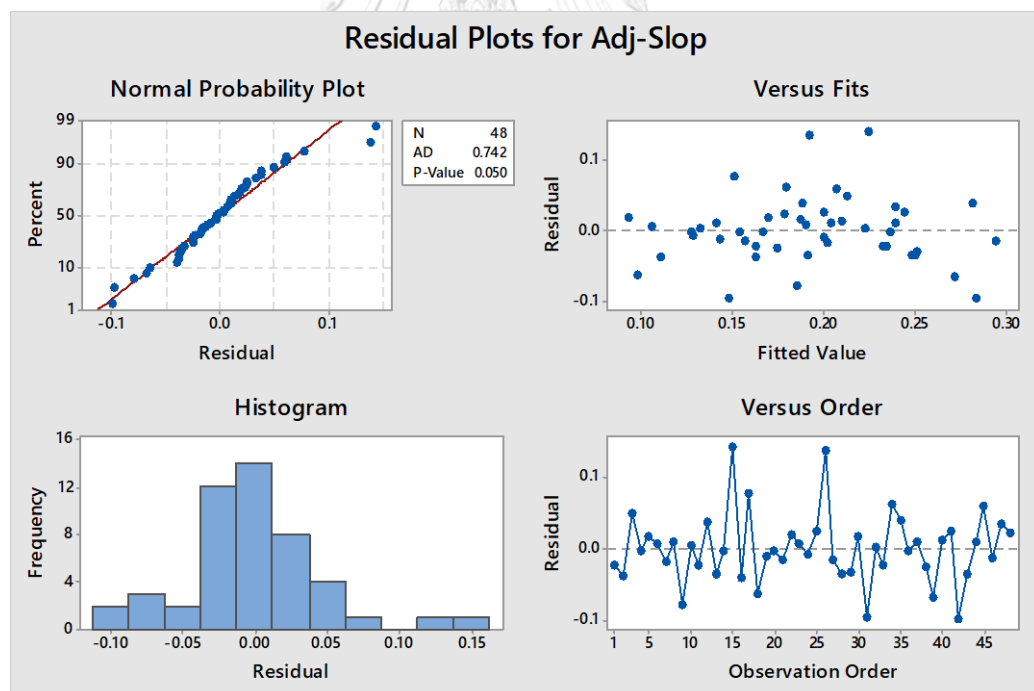 Residual Plots for Adj-Slop
Normal Probability Plot
99
90
50
10
1
Percent
-0.1
0.0
0.1
Residual
N 48
AD 0.742
P-Value 0.050
Versus Fits
0.1
0.0
-0.1
Residual
0.10
0.15
0.20
0.25
0.30
Fitted Value
Histogram
16
12
8
4
0
Frequency
-0.10
-0.05
0.00
0.05
0.10
0.15
Residual
Versus Order
0.1
0.0
-0.1
Residual
1
5
10
15
20
25
30
35
40
45
Observation Order